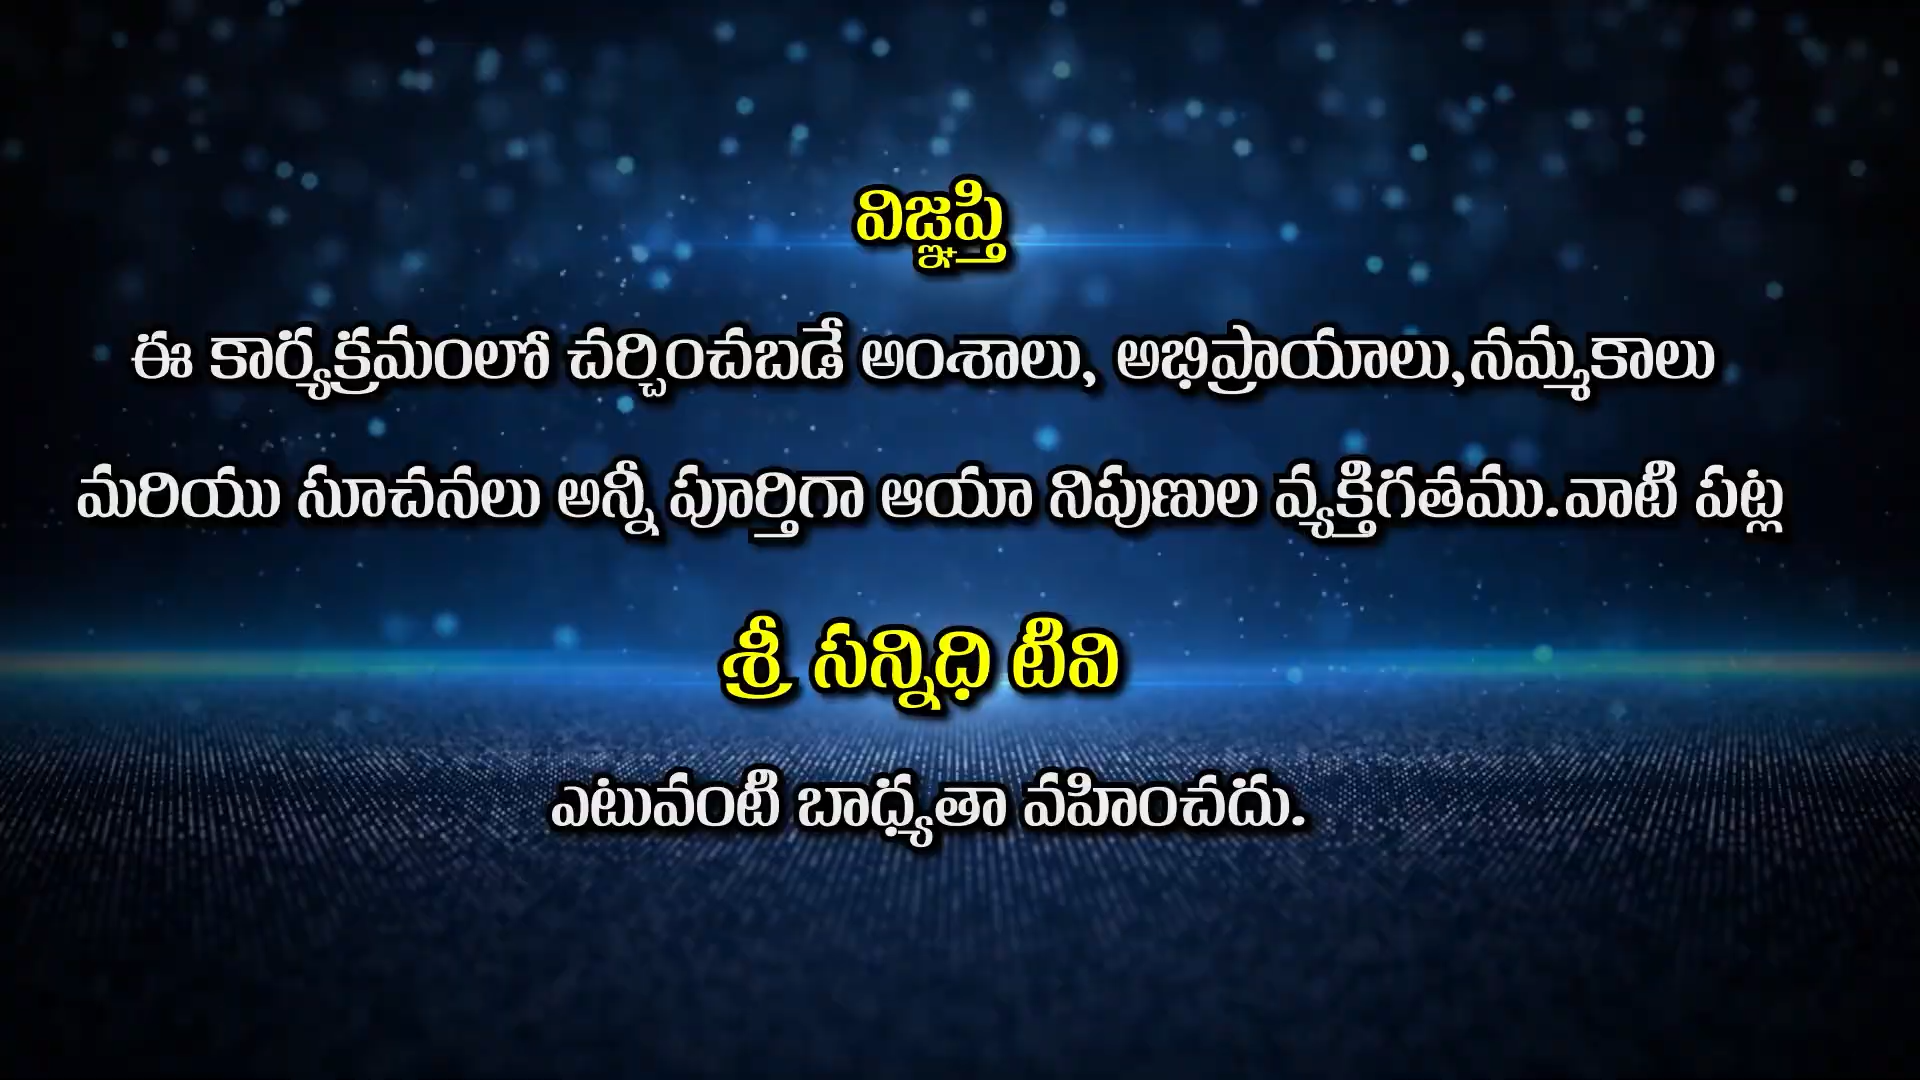 విజ్ఞప్తి
ఈ కార్యక్రమంలో చర్చించబడే అంశాలు, అభిప్రాయాలు,నమ్మకాలు
మరియు సూచనలు అన్నీ పూర్తిగా ఆయా నిపుణుల వ్యక్తిగతము.వాటి పట్ల
శ్రీ సన్నిధి టివి
ఎటువంటి బాధ్యతా వహించదు.